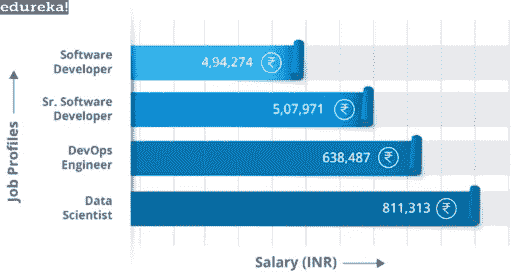 edureka!
Software
Developer
4,94,274 ₹
Sr. Software
Developer
5,07,971 ₹
DevOps
Engineer
638,487 ₹
Data
Scientist
811,313 ₹
Job Profiles
Salary (INR)